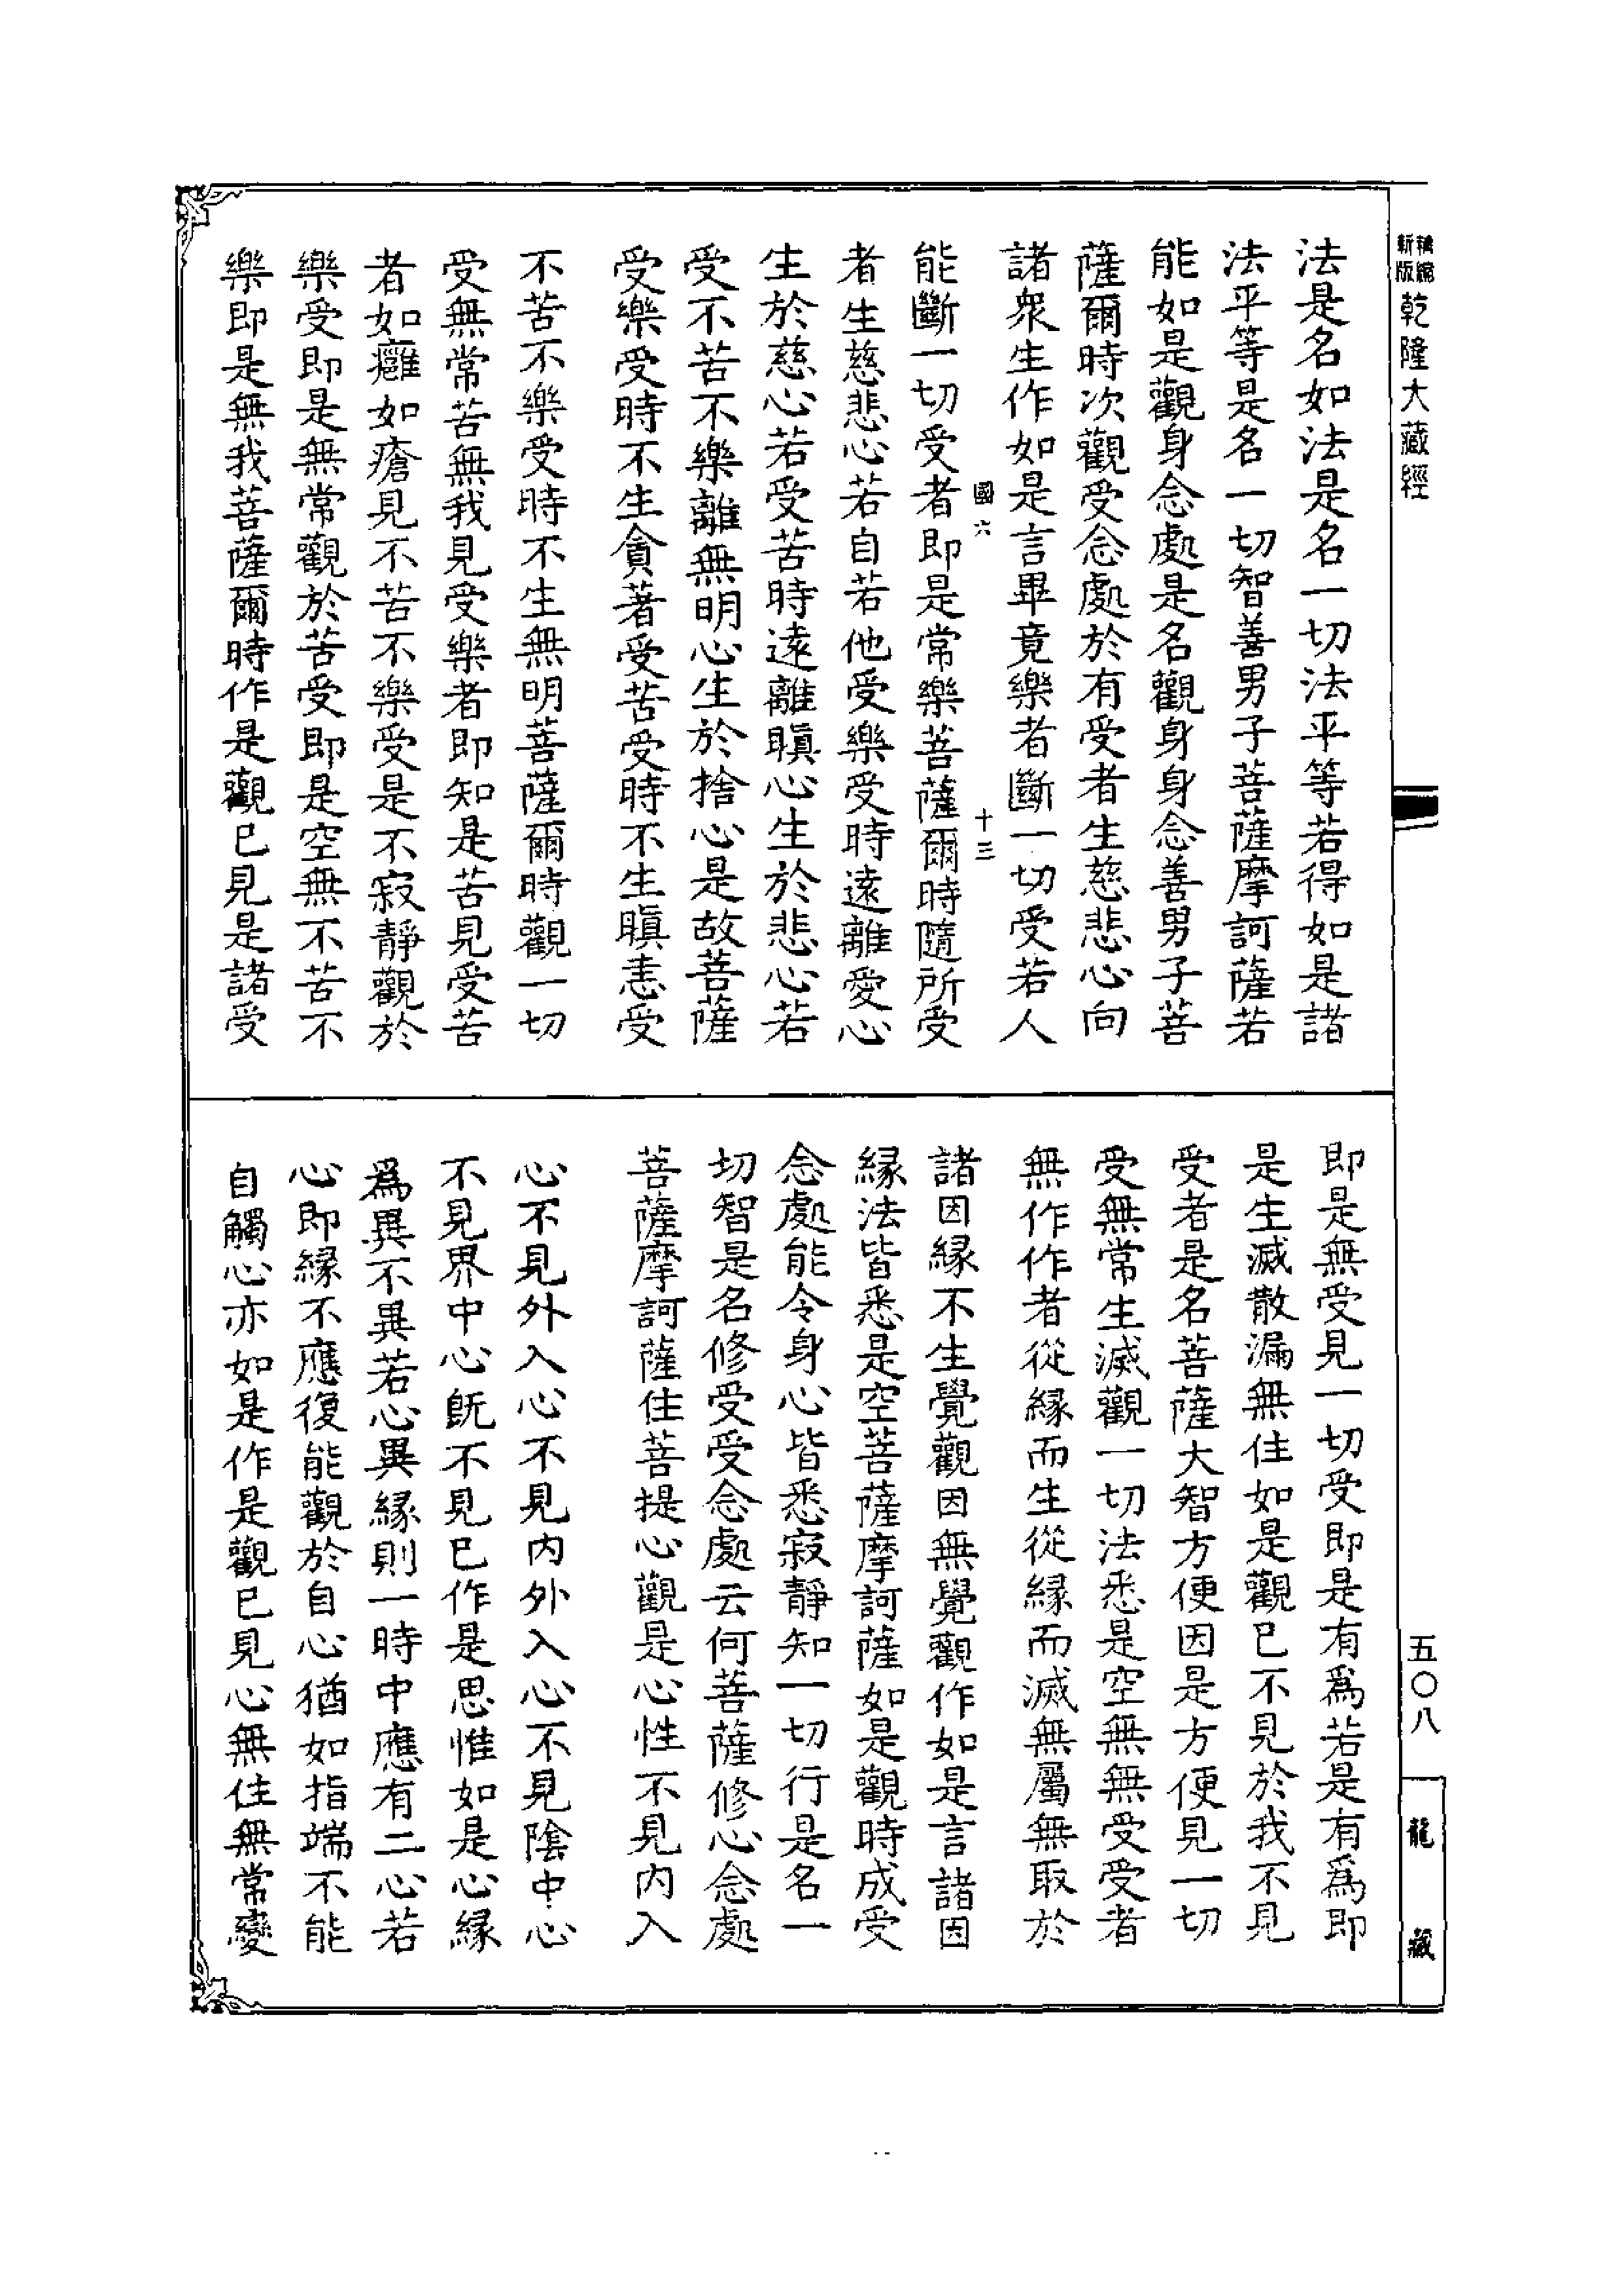 新版 精縮 乾隆大藏經
法是名如法是名一切法平等若得如是諸
法平等是名一切智善男子菩薩摩訶薩若
能如是觀身念處是名觀身身念善男子菩
薩爾時次觀受念處於有受者生慈悲心向
諸衆生作如是言畢竟樂者斷一切受若人
國六 十三
能斷一切受者即是常樂菩薩爾時隨所受
者生慈悲心若自若他受樂受時遠離愛心
生於慈心若受苦時遠離瞋心生於悲心若
受不苦不樂離無明心生於捨心是故菩薩
受樂受時不生貪著受苦受時不生瞋恚受
不苦不樂受時不生無明菩薩爾時觀一切
受無常苦無我見受樂者即知是苦見受苦
者如癰如瘡見不苦不樂受是不寂靜觀於
樂受即是無常觀於苦受即是空無不苦不
樂即是無我菩薩爾時作是觀已見是諸受
即是無受見一切受即是有爲若是有爲即
是生滅散漏無住如是觀已不見於我不見
受者是名菩薩大智方便因是方便見一切
受無常生滅觀一切法悉是空無無受受者
無作作者從緣而生從緣而滅無屬無取於
諸因緣不生覺觀因無覺觀作如是言諸因
緣法皆悉是空菩薩摩訶薩如是觀時成受
念處能令身心皆悉寂靜知一切行是名一
切智是名修受受念處云何菩薩修心念處
菩薩摩訶薩住菩提心觀是心性不見內入
心不見外入心不見內外入心不見陰中心
不見界中心旣不見已作是思惟如是心緣
爲異不異若心異緣則一時中應有二心若
心即緣不應復能觀於自心猶如指端不能
自觸心亦如是作是觀已見心無住無常變
五〇八
龍藏